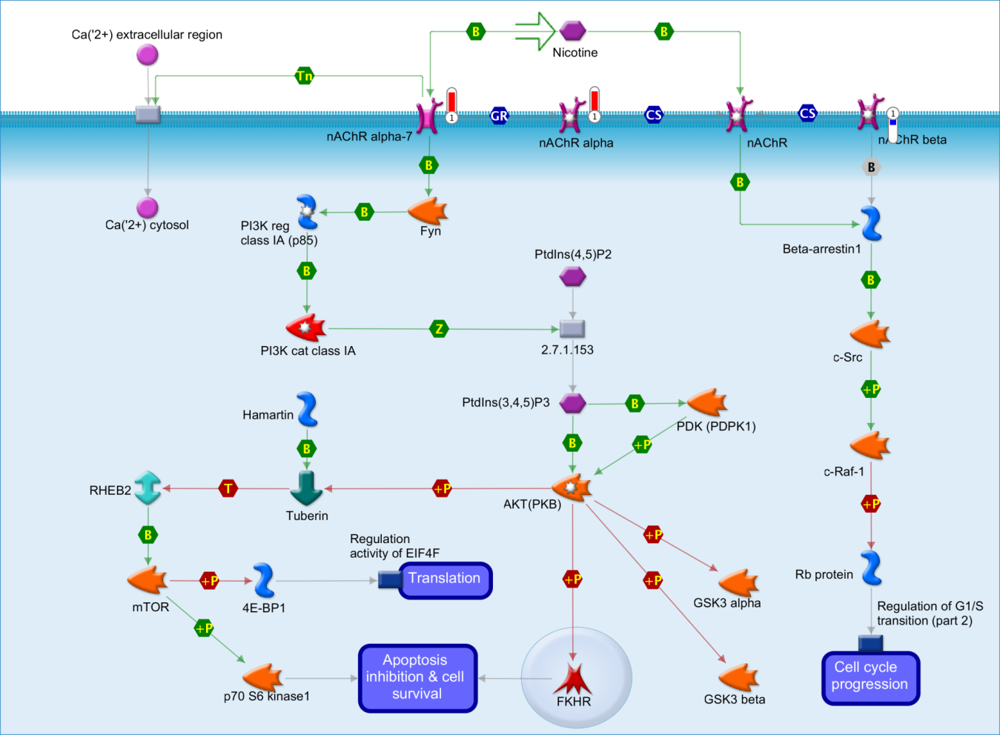 Ca('2+) extracellular region
B
B
Nicotine
Tn
1
1
GR
CS
CS
1
nAChR alpha-7
nAChR alpha
nAChR
nAChR beta
B
B
B
Ca('2+) cytosol
PI3K reg
class IA (p85)
B
Fyn
Beta-arrestin1
PtdIns(4,5)P2
B
B
Z
PI3K cat class IA
2.7.1.153
c-Src
+P
Hamartin
PtdIns(3,4,5)P3
B
PDK (PDPK1)
B
B
+P
c-Raf-1
RHEB2
T
Tuberin
+P
AKT(PKB)
+P
B
Regulation
activity of EIF4F
+P
mTOR
+P
4E-BP1
Translation
+P
+P
GSK3 alpha
Rb protein
Regulation of G1/S
transition (part 2)
+P
p70 S6 kinase1
Apoptosis
inhibition & cell
survival
FKHR
GSK3 beta
Cell cycle
progression